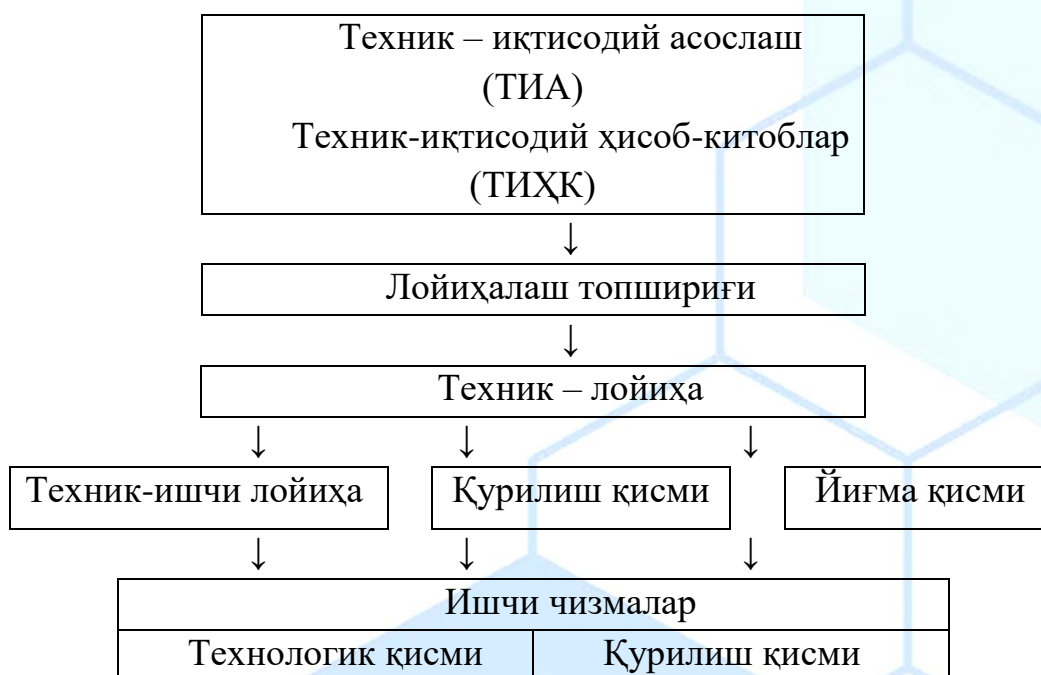 Техник – иқтисодий асослаш
(ТИА)
Техник-иқтисодий ҳисоб-китоблар
(ТИҲК)
↓
Лойиҳалаш топшириғи
↓
Техник – лойиҳа
↓ ↓ ↓
Техник-ишчи лойиҳа Қурилиш қисми Йиғма қисми
↓ ↓ ↓
Ишчи чизмалар
Технологик қисми Қурилиш қисми